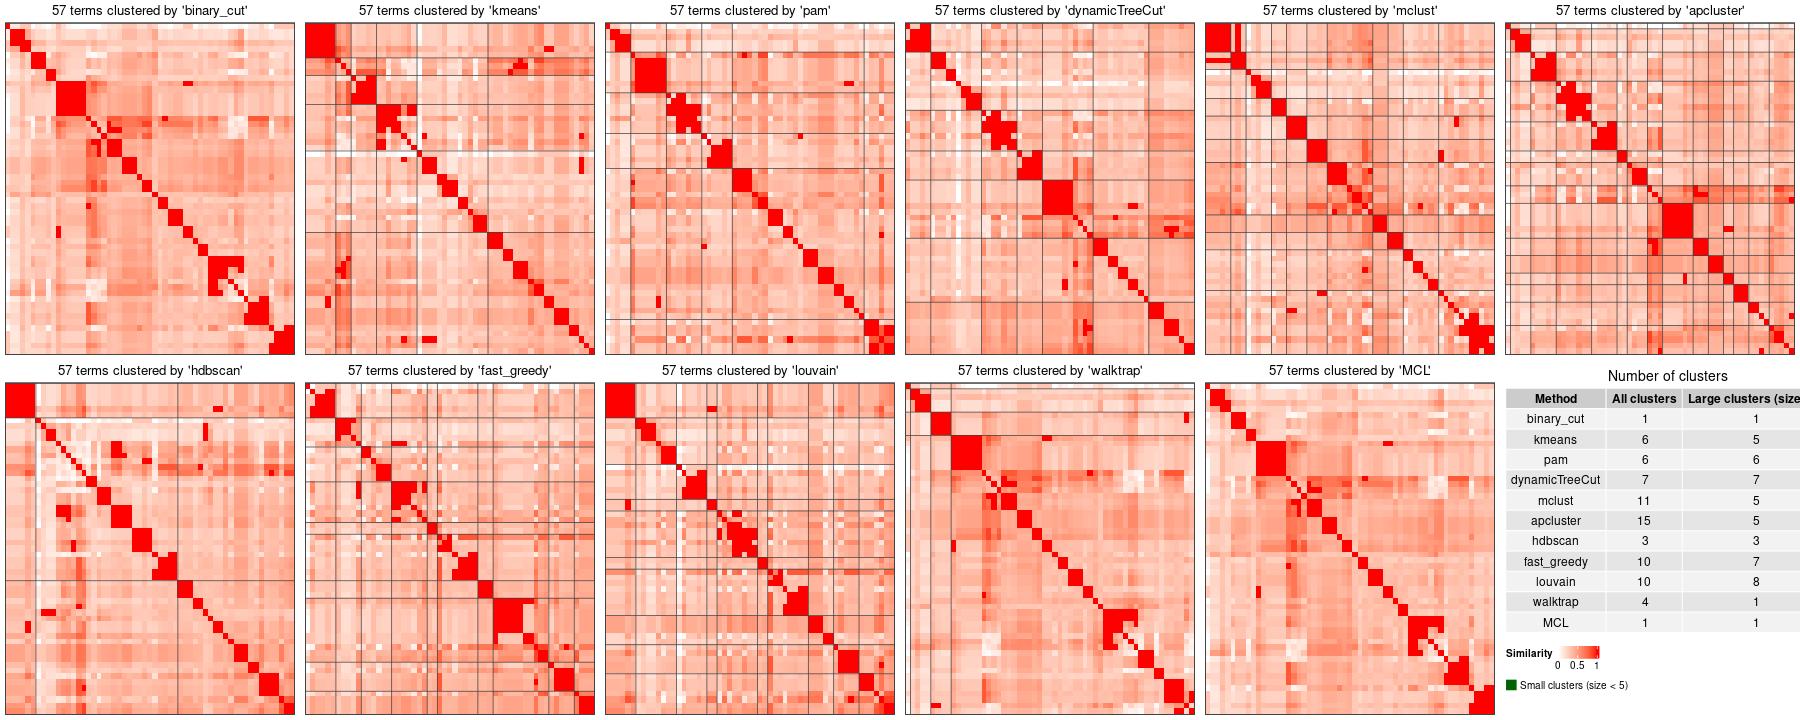 57 terms clustered by 'binary_cut'
57 terms clustered by 'kmeans'
57 terms clustered by 'pam'
57 terms clustered by 'dynamicTreeCut'
57 terms clustered by 'mclust'
57 terms clustered by 'apcluster'
57 terms clustered by 'hdbscan'
57 terms clustered by 'fast_greedy'
57 terms clustered by 'louvain'
57 terms clustered by 'walktrap'
57 terms clustered by 'MCL'
Number of clusters
Method All clusters Large clusters (size
binary_cut 1 1
kmeans 6 5
pam 6 6
dynamicTreeCut 7 7
mclust 11 5
apcluster 15 5
hdbscan 3 3
fast_greedy 10 7
louvain 10 8
walktrap 4 1
MCL 1 1
Similarity
0 0.5 1
Small clusters (size < 5)